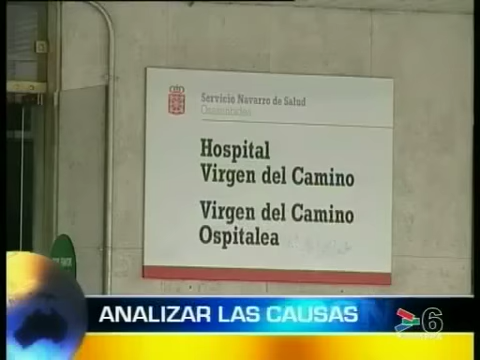 Servicio Navarro de Salud
Osasunbidea
Hospital
Virgen del Camino
Virgen del Camino
Ospitalea
ANALIZAR LAS CAUSAS
6